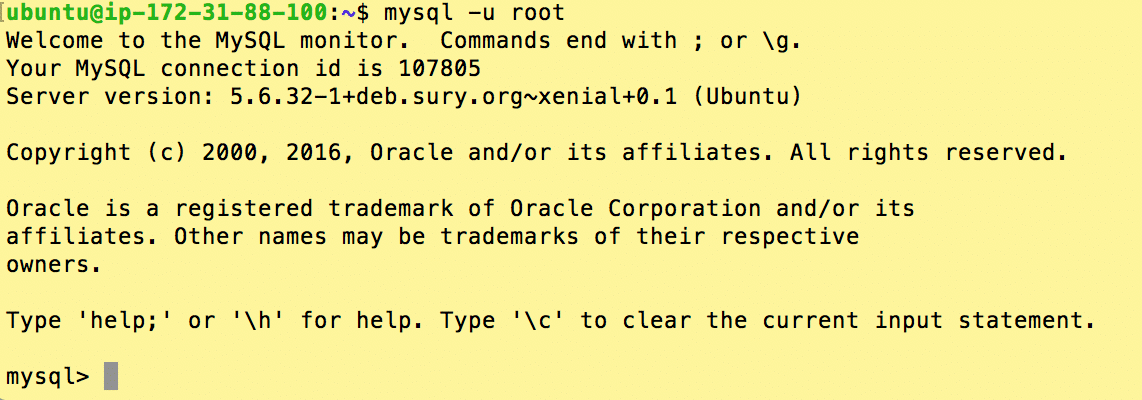 ubuntu@ip-172-31-88-100:~$ mysql -u root
Welcome to the MySQL monitor.  Commands end with ; or \g.
Your MySQL connection id is 107805
Server version: 5.6.32-1+deb.sury.org~xenial+0.1 (Ubuntu)
Copyright (c) 2000, 2016, Oracle and/or its affiliates. All rights reserved.
Oracle is a registered trademark of Oracle Corporation and/or its
affiliates. Other names may be trademarks of their respective
owners.
Type 'help;' or '\h' for help. Type '\c' to clear the current input statement.
mysql>